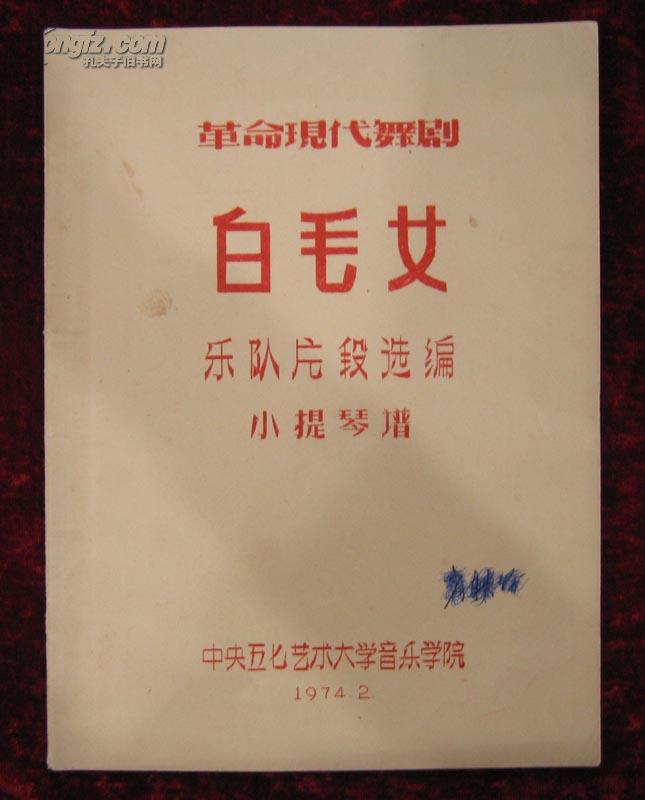 ongiz.com
孔夫子旧书网
革命現代舞剧
白毛女
乐队片段选编
小提琴谱
中央五七艺术大学音乐学院
1974.2.